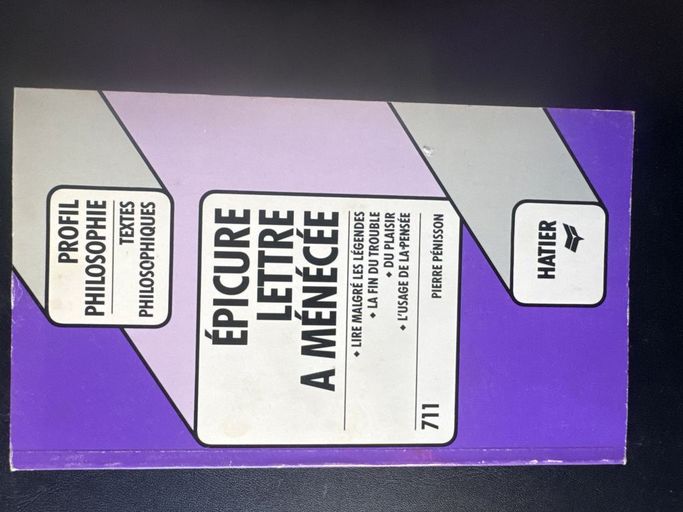 PROFIL
PHILOSOPHIE
TEXTES
PHILOSOPHIQUES
ÉPICURE
LETTRE
A MÉNÉCÉE
♦ LIRE MALGRÉ LES LÉGENDES
♦ LA FIN DU TROUBLE
♦ DU PLAISIR
♦ L'USAGE DE LA PENSÉE
711
PIERRE PÉNISSON
HATIER